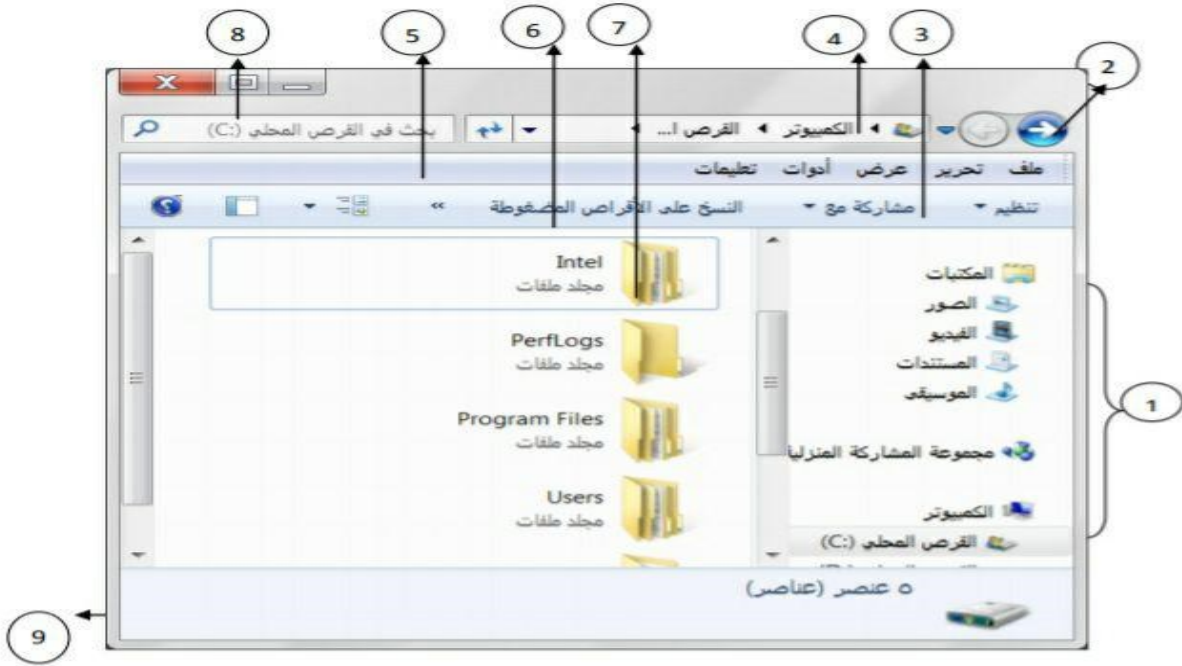 8 5 6 7 4 3 2
الكمبيوتر القرص ا... بحث في القرص المحلي (C:)
ملف تحرير عرض أدوات تعليمات
تنظيم مشاركة مع النسخ على الأقراص المضغوطة »
المكتبات
الصور
الفيديو
المستندات
الموسيقى
مجموعة المشاركة المنزلية
الكمبيوتر
القرص المحلي (C:)
Intel
مجلد ملفات
PerfLogs
مجلد ملفات
Program Files
مجلد ملفات
Users
مجلد ملفات
1
٥ عنصر (عناصر)
9